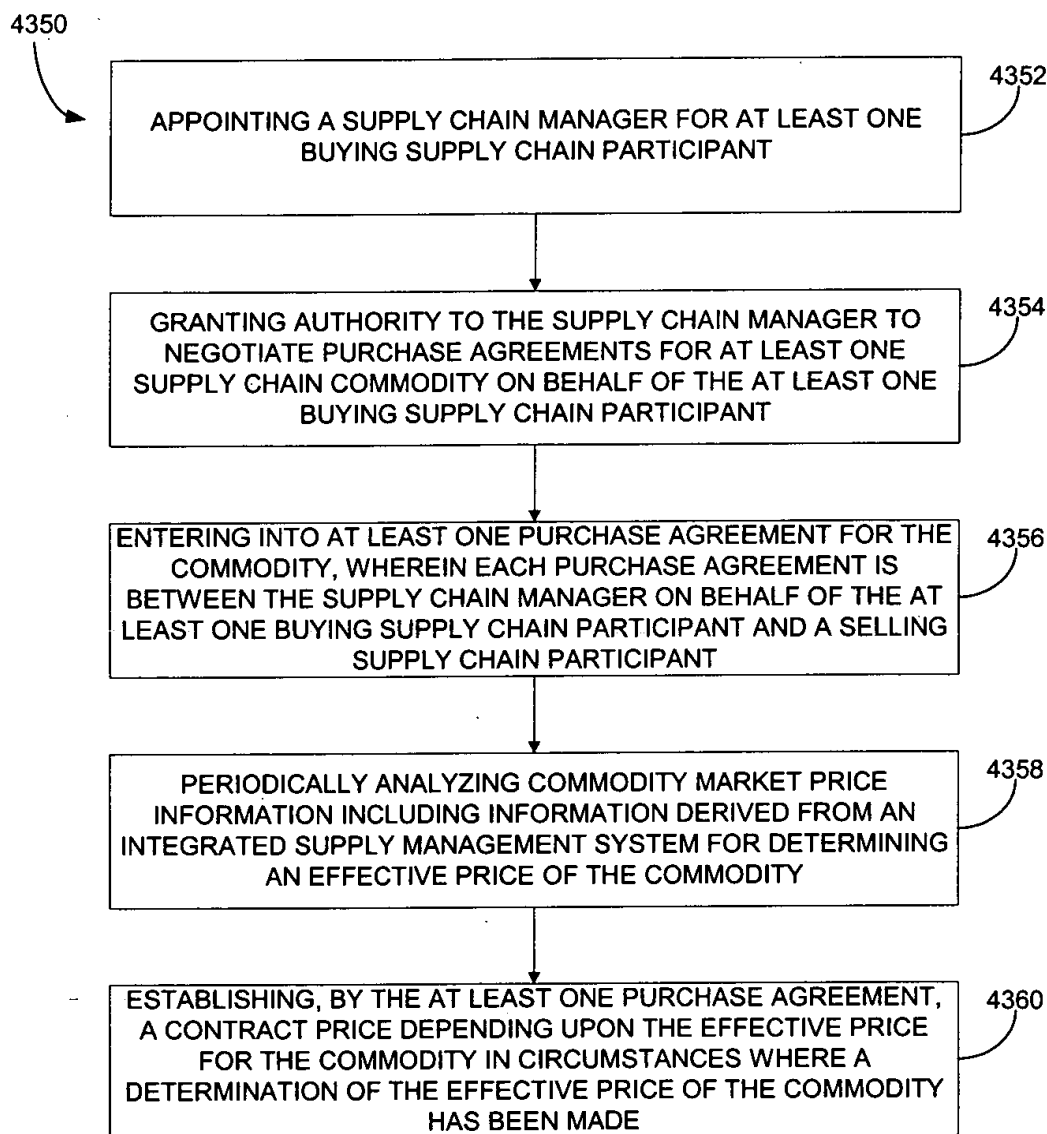 4350
4352
APPOINTING A SUPPLY CHAIN MANAGER FOR AT LEAST ONE
BUYING SUPPLY CHAIN PARTICIPANT
4354
GRANTING AUTHORITY TO THE SUPPLY CHAIN MANAGER TO
NEGOTIATE PURCHASE AGREEMENTS FOR AT LEAST ONE
SUPPLY CHAIN COMMODITY ON BEHALF OF THE AT LEAST ONE
BUYING SUPPLY CHAIN PARTICIPANT
4356
ENTERING INTO AT LEAST ONE PURCHASE AGREEMENT FOR THE
COMMODITY, WHEREIN EACH PURCHASE AGREEMENT IS
BETWEEN THE SUPPLY CHAIN MANAGER ON BEHALF OF THE AT
LEAST ONE BUYING SUPPLY CHAIN PARTICIPANT AND A SELLING
SUPPLY CHAIN PARTICIPANT
4358
PERIODICALLY ANALYZING COMMODITY MARKET PRICE
INFORMATION INCLUDING INFORMATION DERIVED FROM AN
INTEGRATED SUPPLY MANAGEMENT SYSTEM FOR DETERMINING
AN EFFECTIVE PRICE OF THE COMMODITY
4360
ESTABLISHING, BY THE AT LEAST ONE PURCHASE AGREEMENT,
A CONTRACT PRICE DEPENDING UPON THE EFFECTIVE PRICE
FOR THE COMMODITY IN CIRCUMSTANCES WHERE A
DETERMINATION OF THE EFFECTIVE PRICE OF THE COMMODITY
HAS BEEN MADE